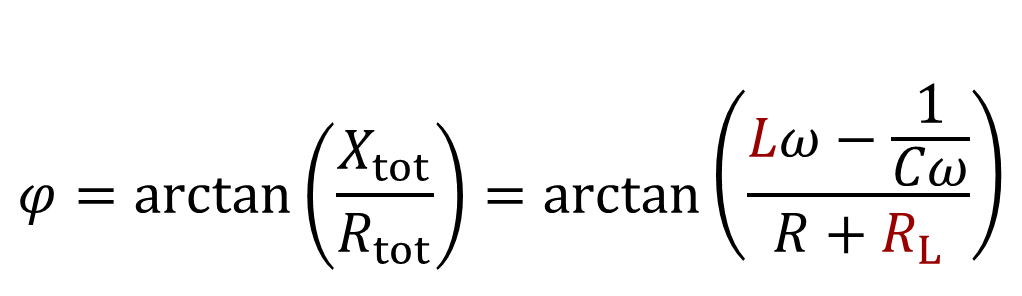 φ = arctan(X_tot/R_tot) = arctan((Lω − 1/(Cω))/(R + R_L))